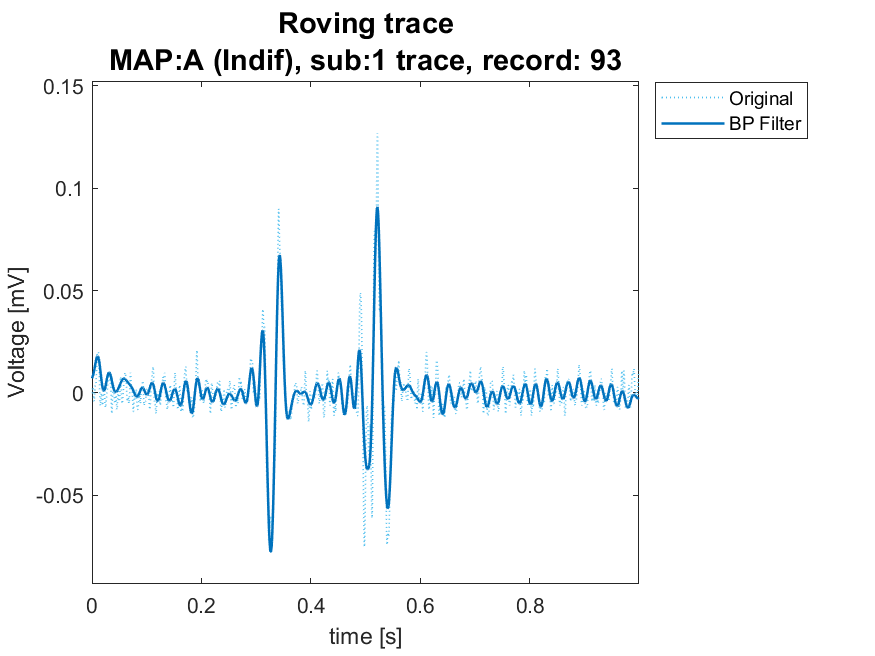 Roving trace
MAP:A (Indif), sub:1 trace, record: 93
Original
BP Filter
0.15
0.1
0.05
0
-0.05
Voltage [mV]
0
0.2
0.4
0.6
0.8
time [s]